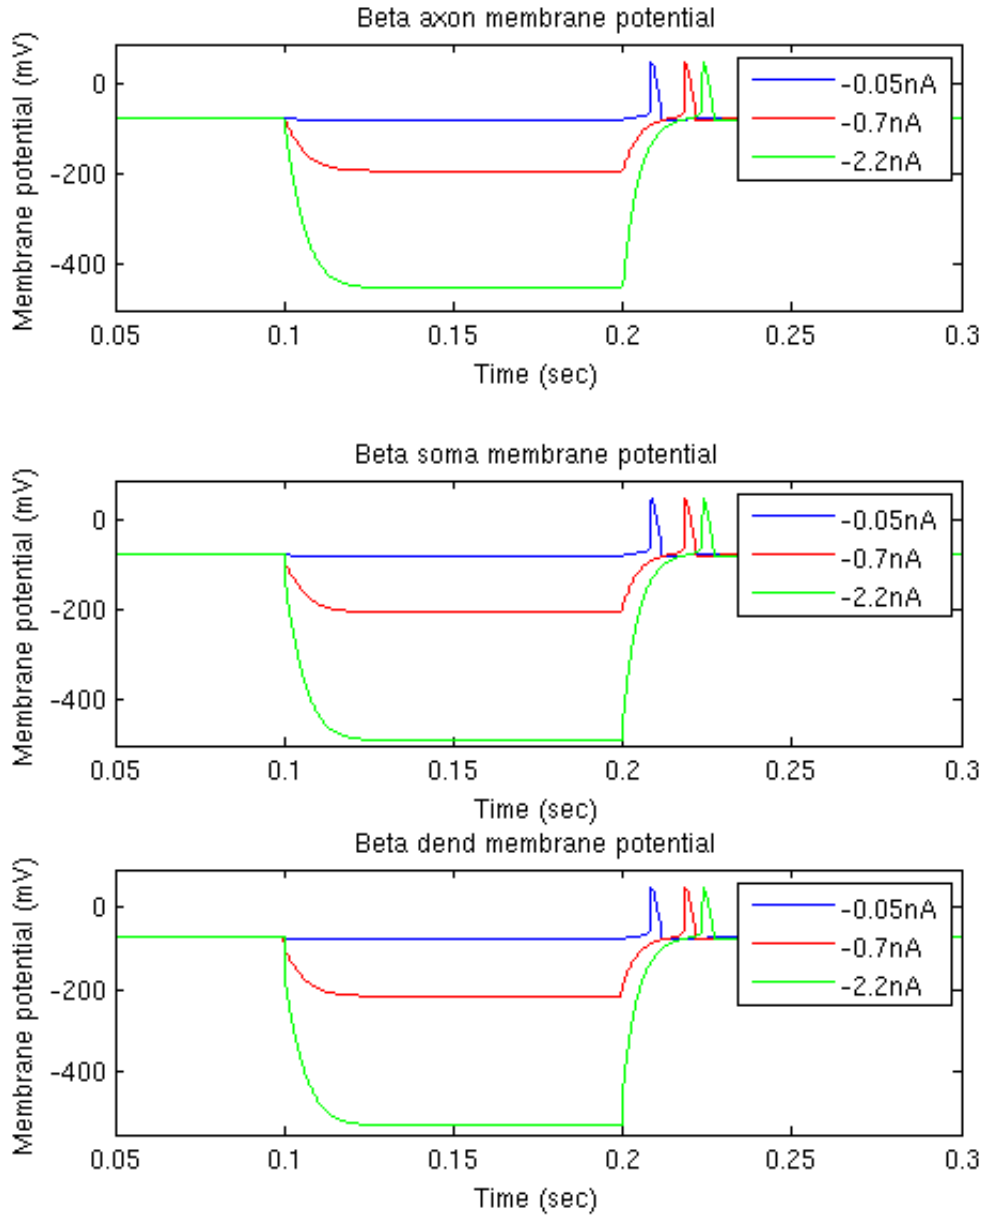 Beta axon membrane potential
Membrane potential (mV)
0
-200
-400
-0.05nA
-0.7nA
-2.2nA
0.05 0.1 0.15 0.2 0.25 0.3
Time (sec)
Beta soma membrane potential
Membrane potential (mV)
0
-200
-400
-0.05nA
-0.7nA
-2.2nA
0.05 0.1 0.15 0.2 0.25 0.3
Time (sec)
Beta dend membrane potential
Membrane potential (mV)
0
-200
-400
-0.05nA
-0.7nA
-2.2nA
0.05 0.1 0.15 0.2 0.25 0.3
Time (sec)